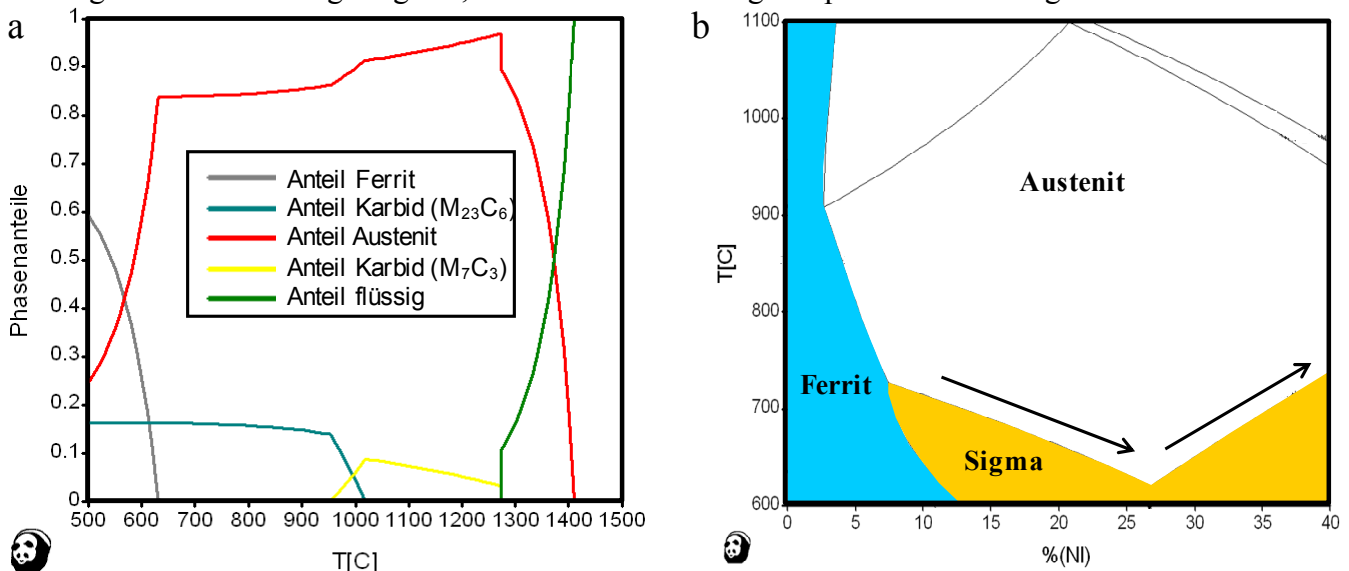 a
1
0.9
0.8
0.7
0.6
0.5
0.4
0.3
0.2
0.1
0
Phasenanteile
Anteil Ferrit
Anteil Karbid (M23C6)
Anteil Austenit
Anteil Karbid (M7C3)
Anteil flüssig
500 600 700 800 900 1000 1100 1200 1300 1400 1500
T[C]
b
1100
1000
900
800
700
600
T[C]
Austenit
Ferrit
Sigma
0 5 10 15 20 25 30 35 40
%(NI)